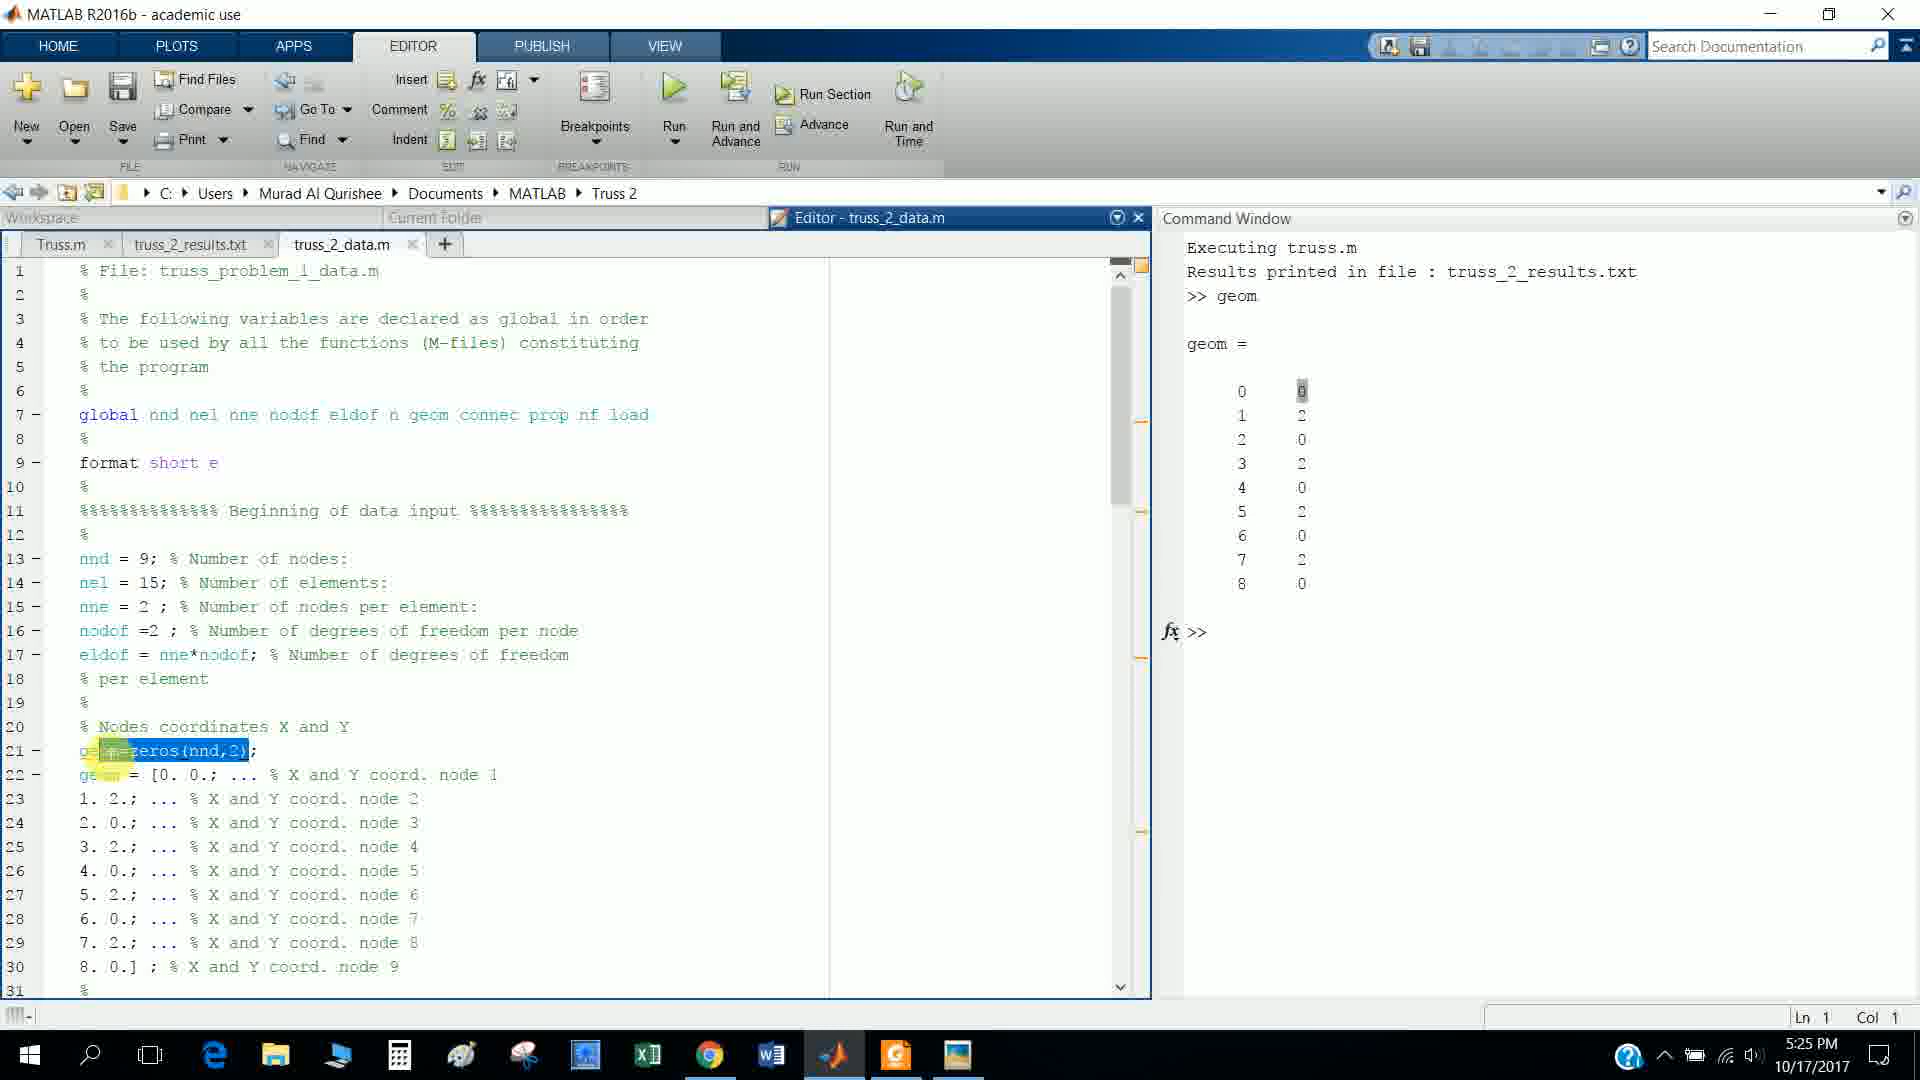 MATLAB R2016b - academic use
HOME PLOTS APPS EDITOR PUBLISH VIEW
Search Documentation
New Open Save
Find Files
Compare
Print
Go To
Find
Insert
Comment
Indent
Breakpoints
Run
Run and Advance
Run Section
Advance
Run and Time
FILE NAVIGATE EDIT BREAKPOINTS RUN
C: Users Murad Al Qurishee Documents MATLAB Truss 2
Workspace Current Folder Editor - truss_2_data.m Command Window
Truss.m truss_2_results.txt truss_2_data.m +
1 % File: truss_problem_1_data.m
2 %
3 % The following variables are declared as global in order
4 % to be used by all the functions (M-files) constituting
5 % the program
6 %
7 – global nnd nel nne nodof eldof n geom connec prop nf load
8 %
9 – format short e
10 %
11 %%%%%%%%%%%%%% Beginning of data input %%%%%%%%%%%%%%%%
12 %
13 – nnd = 9; % Number of nodes:
14 – nel = 15; % Number of elements:
15 – nne = 2 ; % Number of nodes per element:
16 – nodof =2 ; % Number of degrees of freedom per node
17 – eldof = nne*nodof; % Number of degrees of freedom
18 % per element
19 %
20 % Nodes coordinates X and Y
21 – geom=zeros(nnd,2);
22 – geom = [0. 0.; ... % X and Y coord. node 1
23 1. 2.; ... % X and Y coord. node 2
24 2. 0.; ... % X and Y coord. node 3
25 3. 2.; ... % X and Y coord. node 4
26 4. 0.; ... % X and Y coord. node 5
27 5. 2.; ... % X and Y coord. node 6
28 6. 0.; ... % X and Y coord. node 7
29 7. 2.; ... % X and Y coord. node 8
30 8. 0.] ; % X and Y coord. node 9
31 %
Executing truss.m
Results printed in file : truss_2_results.txt
>> geom
geom =
0 0
1 2
2 0
3 2
4 0
5 2
6 0
7 2
8 0
fx >>
Ln 1 Col 1
5:25 PM
10/17/2017